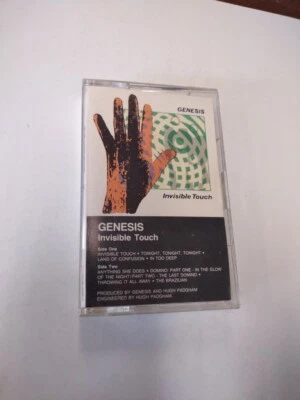 GENESIS
Invisible Touch
GENESIS
Invisible Touch
Side One
INVISIBLE TOUCH • TONIGHT, TONIGHT, TONIGHT •
LAND OF CONFUSION • IN TOO DEEP
Side Two
ANYTHING SHE DOES • DOMINO: PART ONE - IN THE GLOW
OF THE NIGHT/PART TWO - THE LAST DOMINO •
THROWING IT ALL AWAY • THE BRAZILIAN
PRODUCED BY GENESIS AND HUGH PADGHAM
ENGINEERED BY HUGH PADGHAM